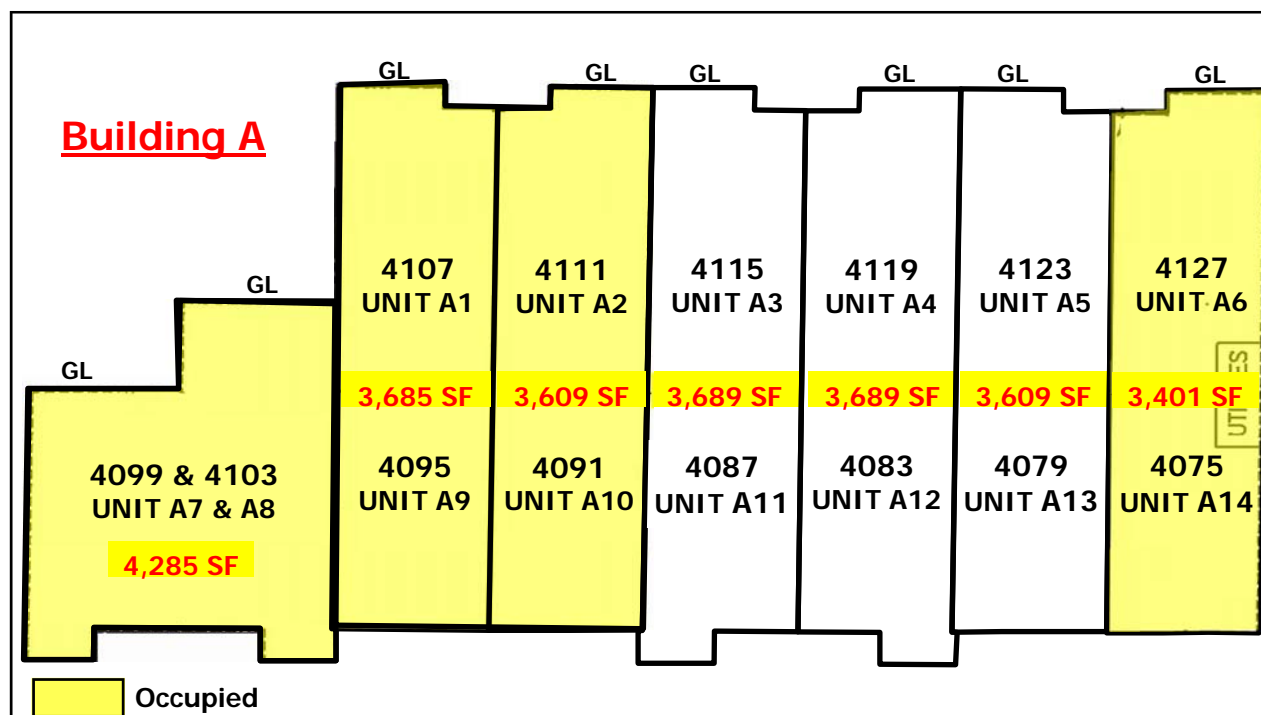 GL GL GL GL GL GL
Building A
4107
UNIT A1
4111
UNIT A2
4115
UNIT A3
4119
UNIT A4
4123
UNIT A5
4127
UNIT A6
GL
GL
UTILITIES
3,685 SF
3,609 SF
3,689 SF
3,689 SF
3,609 SF
3,401 SF
4099 & 4103
UNIT A7 & A8
4,285 SF
4095
UNIT A9
4091
UNIT A10
4087
UNIT A11
4083
UNIT A12
4079
UNIT A13
4075
UNIT A14
Occupied